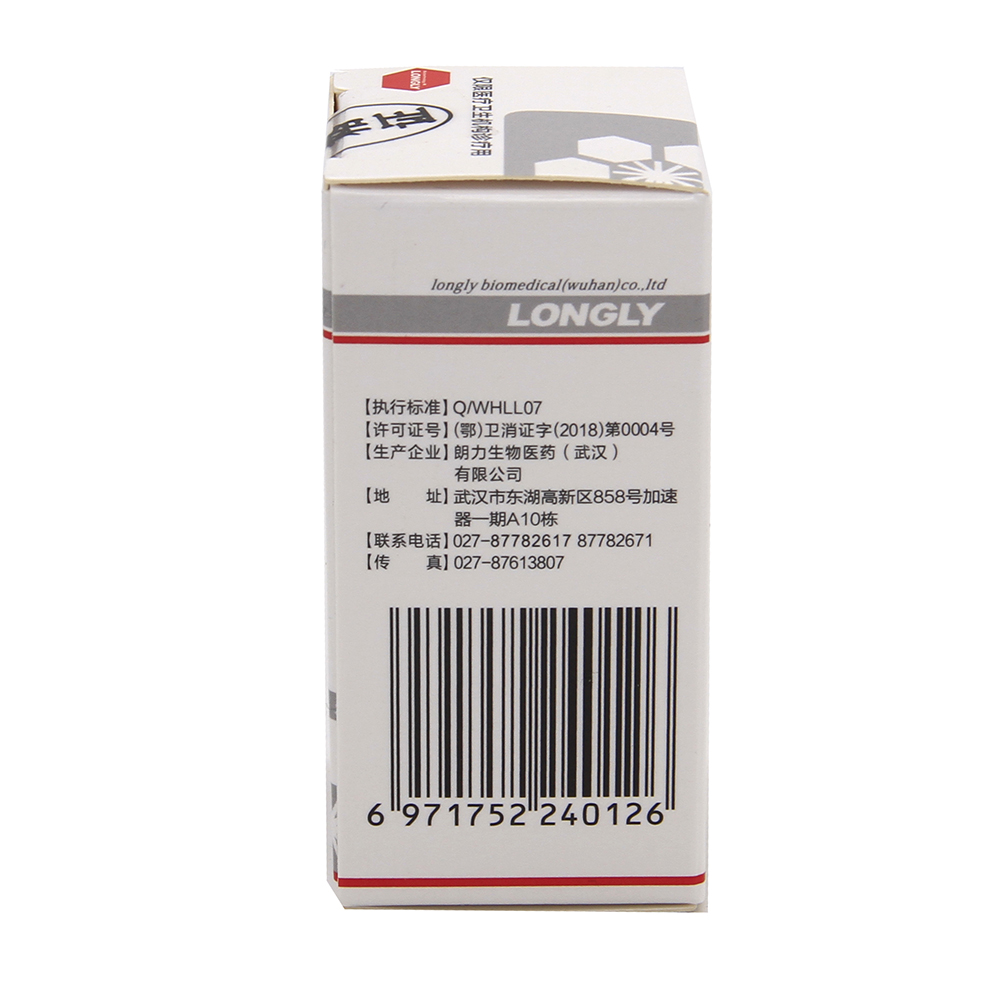 LONGLY
仅限医疗卫生机构诊疗用
longly biomedical(wuhan)co.,ltd
LONGLY
【执行标准】Q/WHLL07
【许可证号】(鄂)卫消证字(2018)第0004号
【生产企业】朗力生物医药（武汉）
有限公司
【地 址】武汉市东湖高新区858号加速
器一期A10栋
【联系电话】027-87782617 87782671
【传 真】027-87613807
6 971752 240126